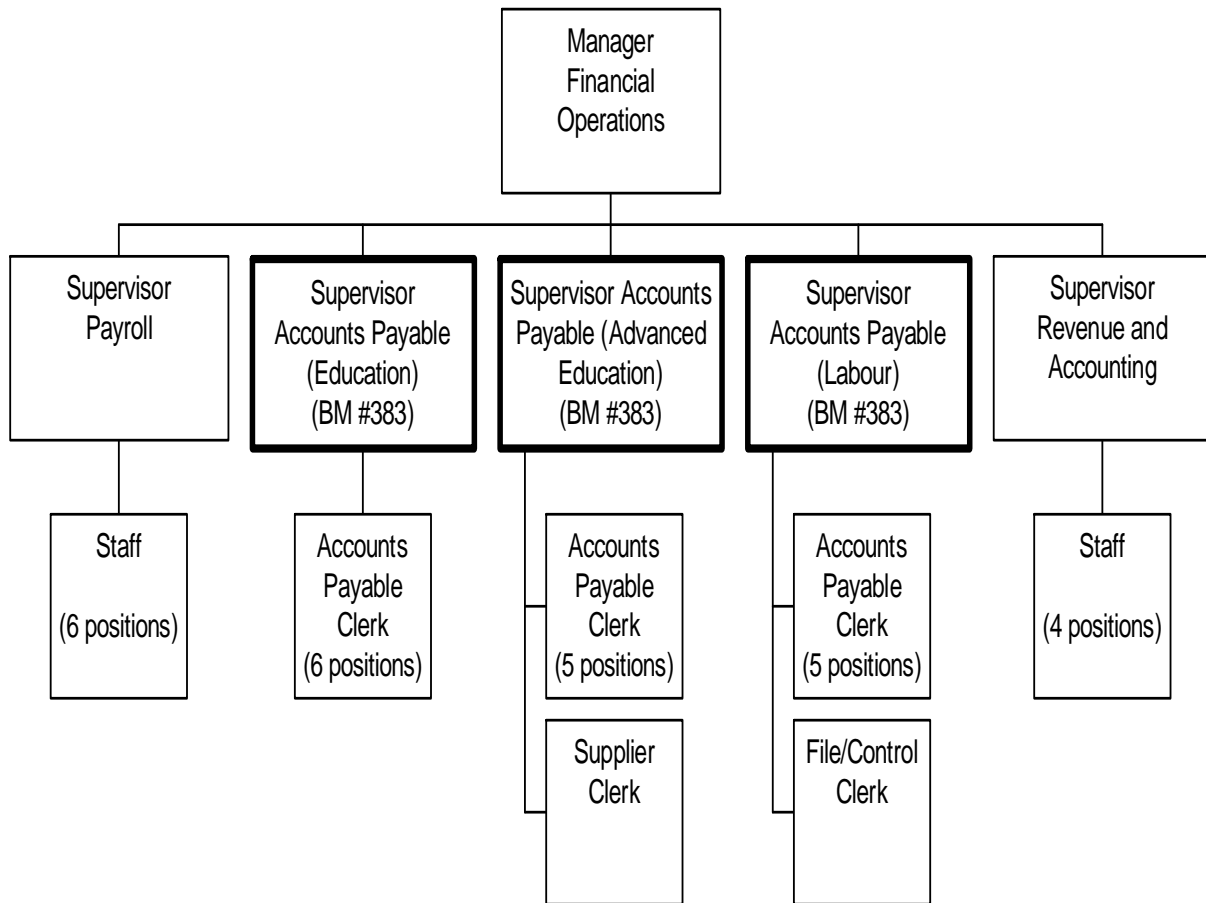 Manager
Financial
Operations
Supervisor
Payroll
Supervisor
Accounts Payable
(Education)
(BM #383)
Supervisor Accounts
Payable (Advanced
Education)
(BM #383)
Supervisor
Accounts Payable
(Labour)
(BM #383)
Supervisor
Revenue and
Accounting
Staff
(6 positions)
Accounts
Payable
Clerk
(6 positions)
Accounts
Payable
Clerk
(5 positions)
Accounts
Payable
Clerk
(5 positions)
Staff
(4 positions)
Supplier
Clerk
File/Control
Clerk